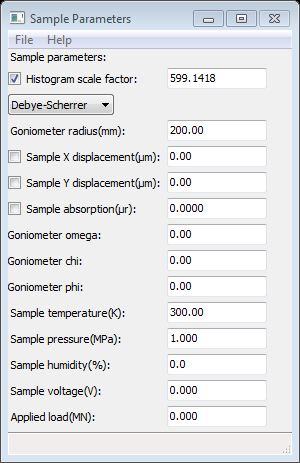 Sample Parameters
File Help
Sample parameters:
Histogram scale factor: 599.1418
Debye-Scherrer
Goniometer radius(mm): 200.00
Sample X displacement(μm): 0.00
Sample Y displacement(μm): 0.00
Sample absorption(μr): 0.0000
Goniometer omega: 0.00
Goniometer chi: 0.00
Goniometer phi: 0.00
Sample temperature(K): 300.00
Sample pressure(MPa): 1.000
Sample humidity(%): 0.0
Sample voltage(V): 0.000
Applied load(MN): 0.000